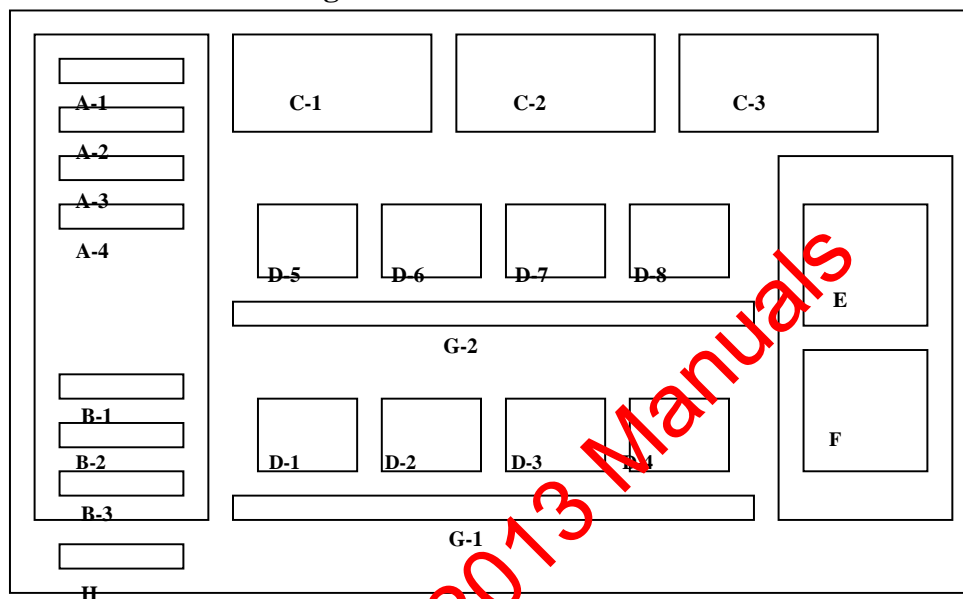 A-1
A-2
A-3
A-4
C-1 C-2 C-3
D-5 D-6 D-7 D-8
G-2
E
B-1
B-2
B-3
D-1 D-2 D-3 D-4
G-1
F
H
2013 Manuals